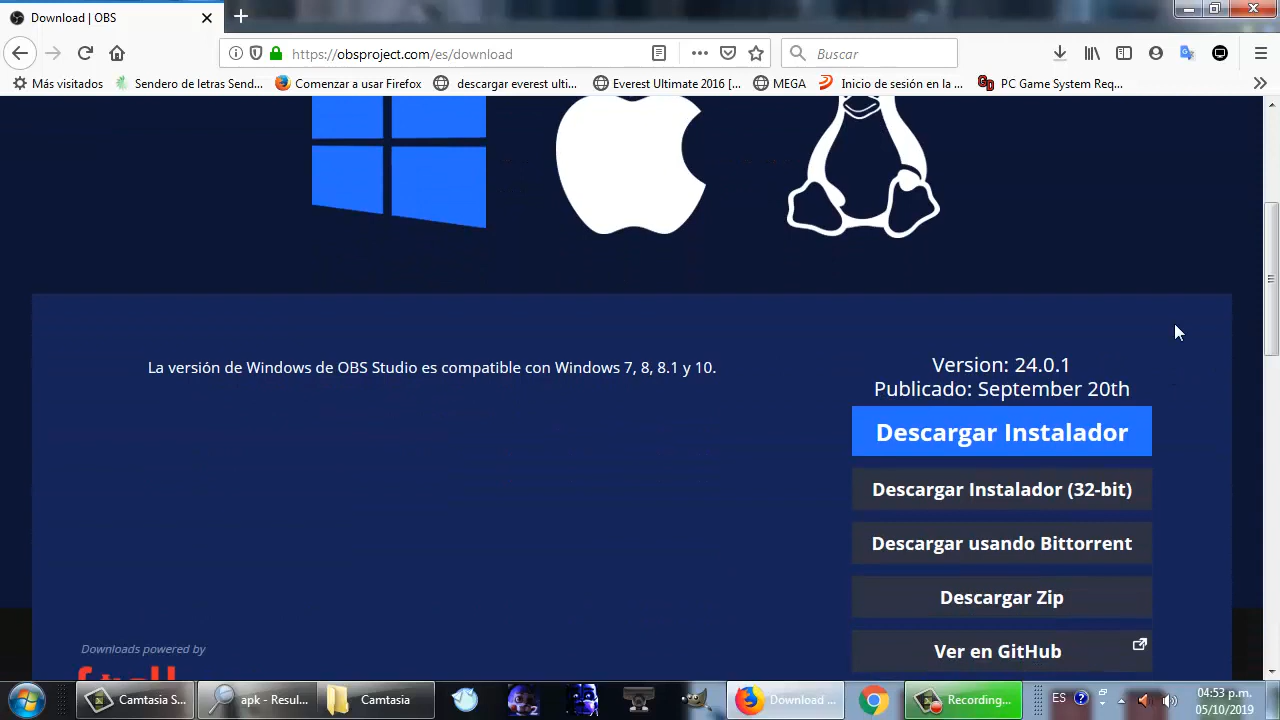 Download | OBS
https://obsproject.com/es/download
Buscar
Más visitados
Sendero de letras Send...
Comenzar a usar Firefox
descargar everest ulti...
Everest Ultimate 2016 [...
MEGA
Inicio de sesión en la ...
PC Game System Req...
La versión de Windows de OBS Studio es compatible con Windows 7, 8, 8.1 y 10.
Version: 24.0.1
Publicado: September 20th
Descargar Instalador
Descargar Instalador (32-bit)
Descargar usando Bittorrent
Descargar Zip
Ver en GitHub
Downloads powered by
Camtasia S...
apk - Resul...
Camtasia
Download ...
Recording...
ES
04:53 p.m.
05/10/2019